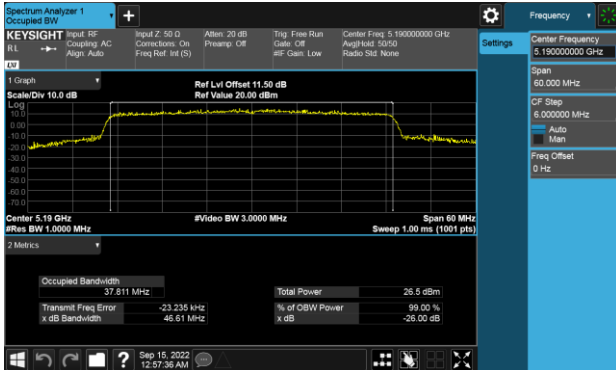 Spectrum Analyzer 1
Occupied BW
+
Frequency
KEYSIGHT
RL
LXI
Input: RF
Coupling: AC
Align: Auto
Input Z: 50 Ω
Corrections: On
Freq Ref: Int (S)
Atten: 20 dB
Preamp: Off
Trig: Free Run
Gate: Off
#IF Gain: Low
Center Freq: 5.190000000 GHz
Avg|Hold: 50/50
Radio Std: None
Settings
Center Frequency
5.190000000 GHz
Span
60.000 MHz
CF Step
6.000000 MHz
Auto
Man
Freq Offset
0 Hz
1 Graph
Scale/Div 10.0 dB
Ref Lvl Offset 11.50 dB
Ref Value 20.00 dBm
Log
10.0
0.00
-10.0
-20.0
-30.0
-40.0
-50.0
-60.0
-70.0
Center 5.19 GHz
#Video BW 3.0000 MHz
Span 60 MHz
#Res BW 1.0000 MHz
Sweep 1.00 ms (1001 pts)
2 Metrics
Occupied Bandwidth
37.811 MHz
Total Power 26.5 dBm
Transmit Freq Error -23.235 kHz
% of OBW Power 99.00 %
x dB Bandwidth 46.61 MHz
x dB -26.00 dB
?
Sep 15, 2022
12:57:36 AM